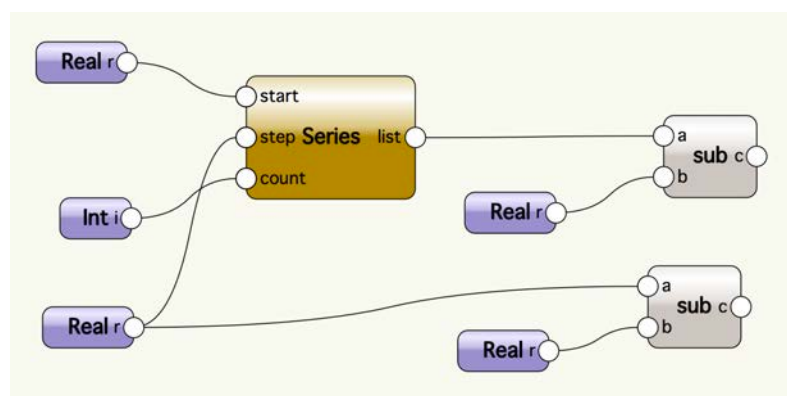 Real r
start
step Series list
count
a
sub c
b
Int i
Real r
a
sub c
b
Real r
Real r